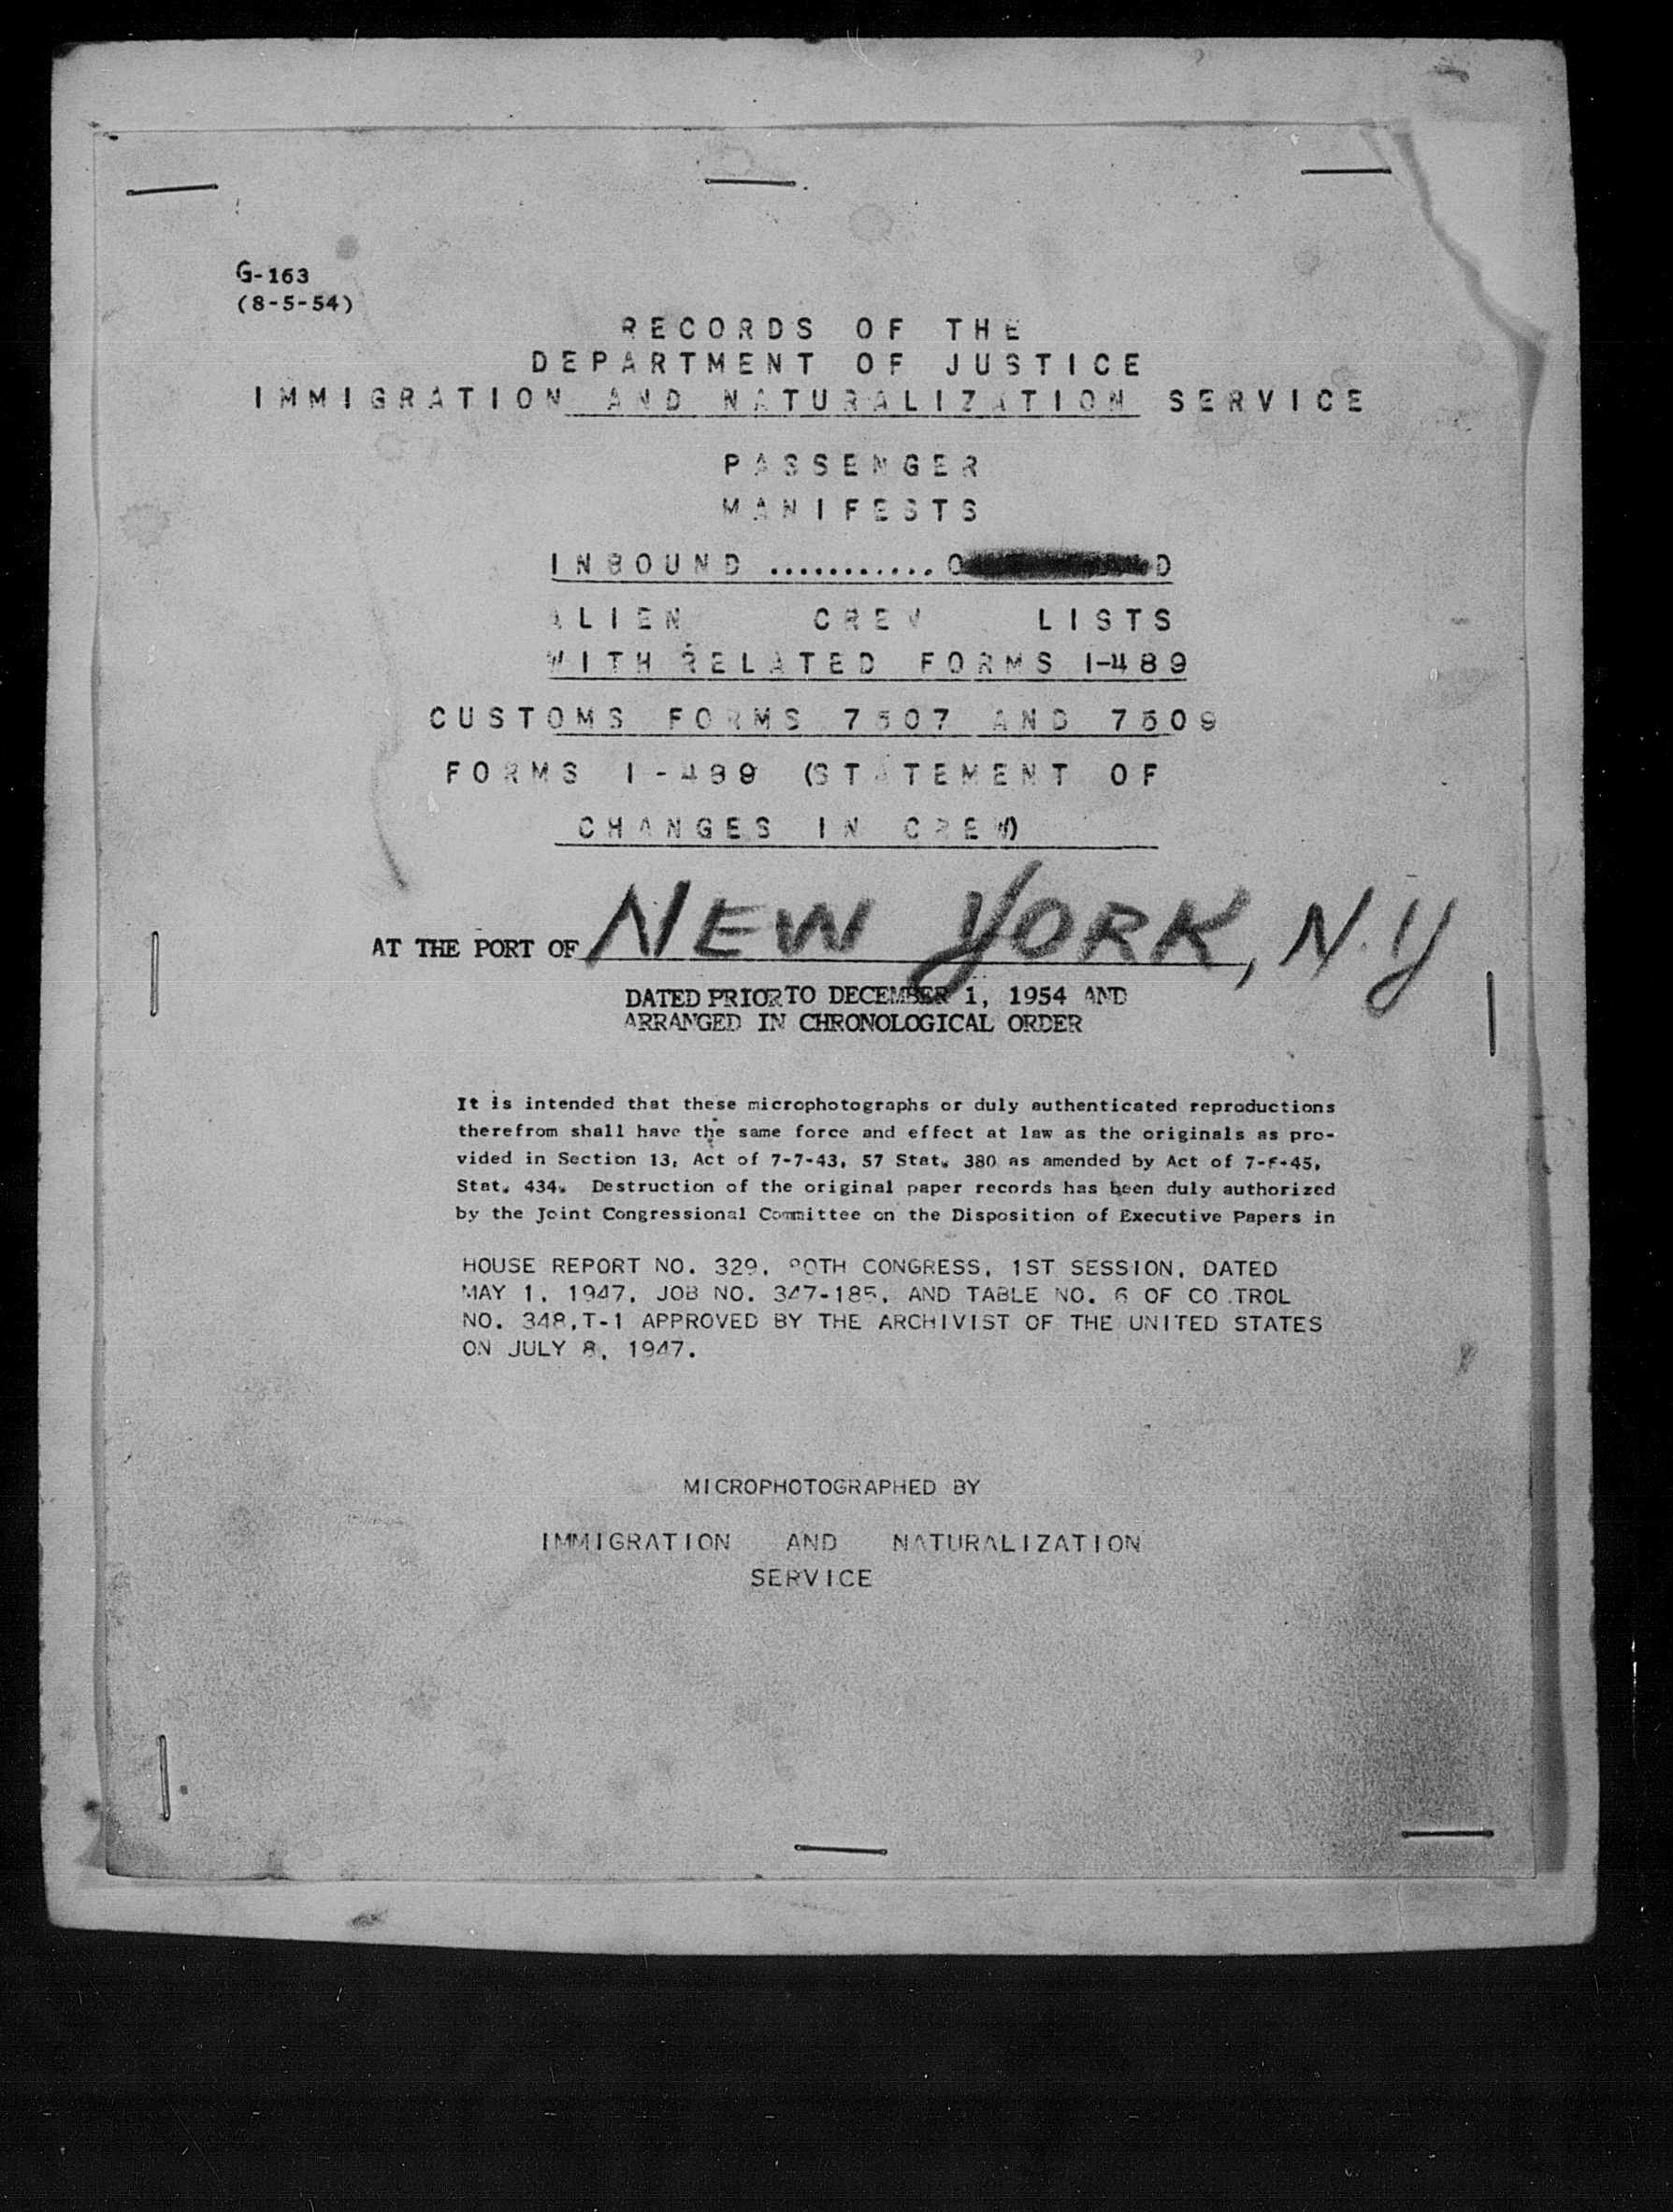 G-163
(8-5-54)
RECORDS OF THE
DEPARTMENT OF JUSTICE
IMMIGRATION AND NATURALIZATION SERVICE
PASSENGER
MANIFESTS
INBOUND ...........O D
ALIEN CREW LISTS
WITH RELATED FORMS I-489
CUSTOMS FORMS 7507 AND 7509
FORMS I-489 (STATEMENT OF
CHANGES IN CREW)
AT THE PORT OF NEW YORK, N.Y
DATED PRIOR TO DECEMBER 1, 1954 AND
ARRANGED IN CHRONOLOGICAL ORDER
It is intended that these microphotographs or duly authenticated reproductions
therefrom shall have the same force and effect at law as the originals as pro-
vided in Section 13, Act of 7-7-43, 57 Stat. 380 as amended by Act of
Stat. 434. Destruction of the original paper records has been duly authorized
by the Joint Congressional Committee on the Disposition of Executive Papers in
HOUSE REPORT NO. 329, 80TH CONGRESS, 1ST SESSION, DATED
MAY 1, 1947, JOB NO. 347-185, AND TABLE NO. 6 OF CO TROL
NO. 348,T-1 APPROVED BY THE ARCHIVIST OF THE UNITED STATES
ON JULY 8, 1947.
MICROPHOTOGRAPHED BY
IMMIGRATION AND NATURALIZATION
SERVICE